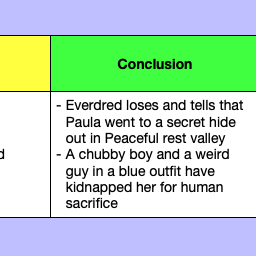 Conclusion
- Everdred loses and tells that
Paula went to a secret hide
out in Peaceful rest valley
d
- A chubby boy and a weird
guy in a blue outfit have
kidnapped her for human
sacrifice